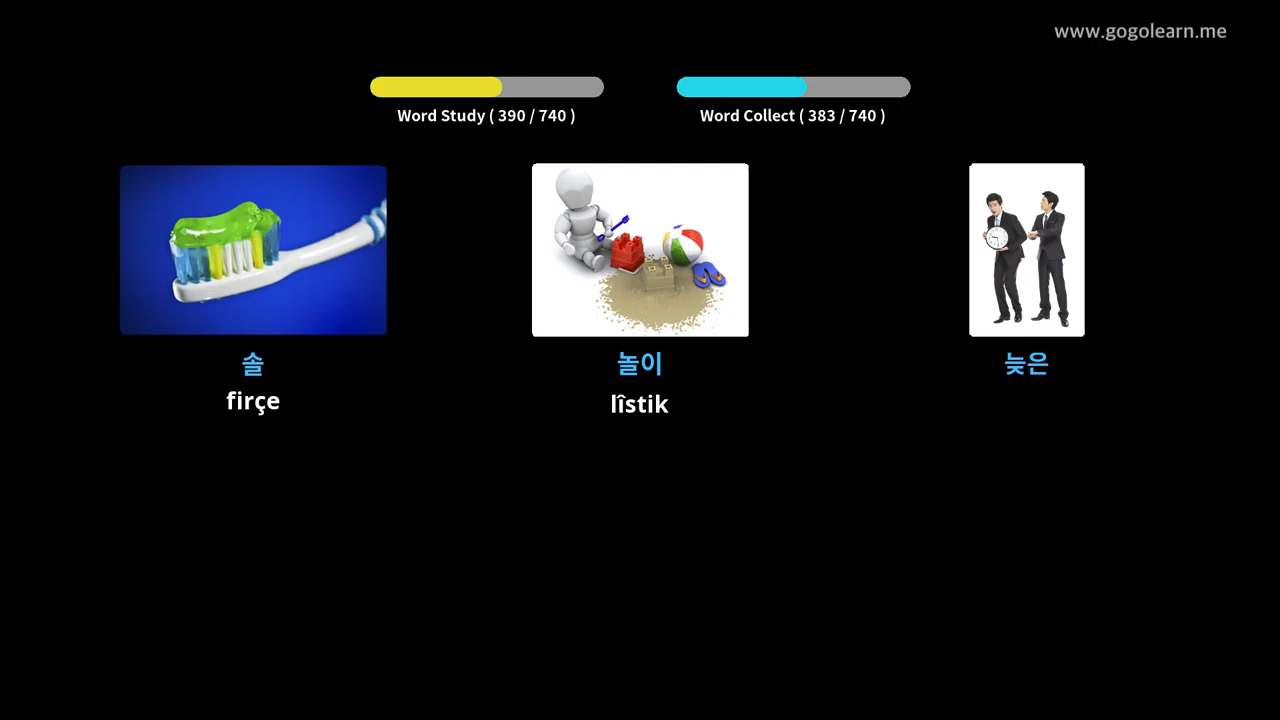 www.gogolearn.me
Word Study ( 390 / 740 )
Word Collect ( 383 / 740 )
솔
firçe
놀이
lîstik
늦은